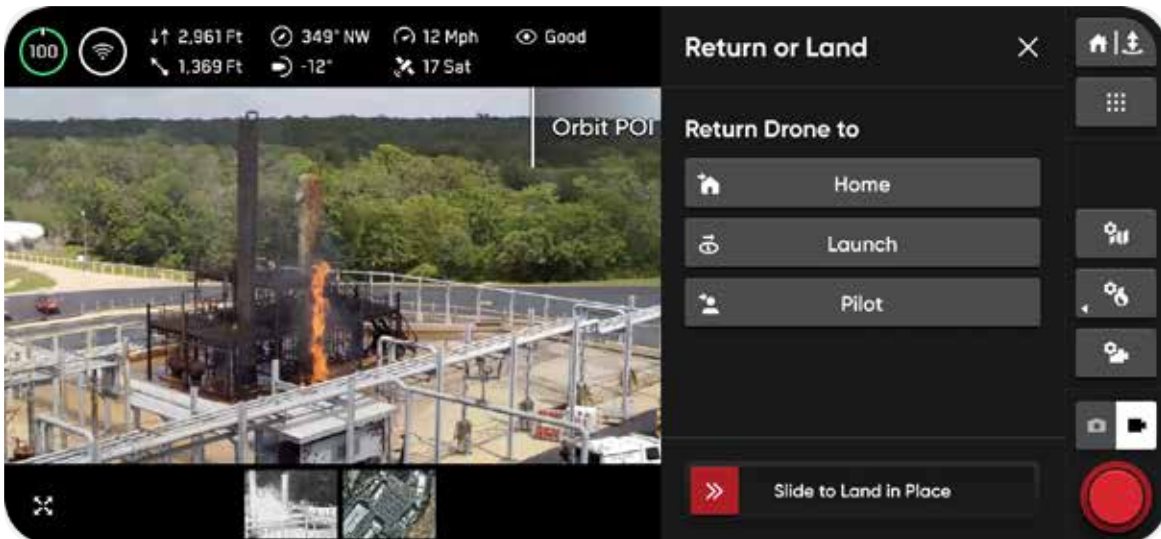 100
2,961 Ft
349° NW
12 Mph
Good
1,369 Ft
-12°
17 Sat
Orbit POI
Return or Land
Return Drone to
Home
Launch
Pilot
Slide to Land in Place